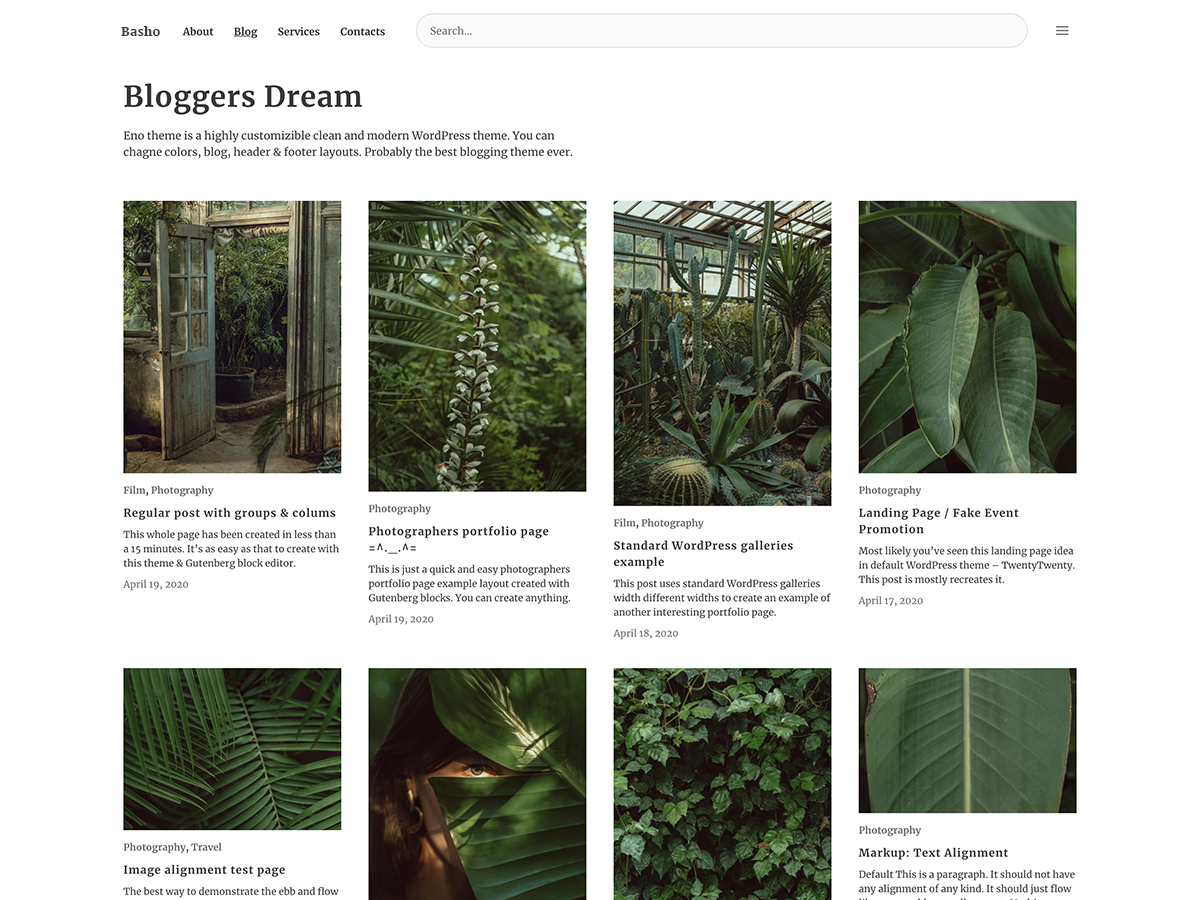 Basho About Blog Services Contacts Search...
Bloggers Dream
Eno theme is a highly customizible clean and modern WordPress theme. You can
chagne colors, blog, header & footer layouts. Probably the best blogging theme ever.
Film, Photography
Regular post with groups & colums
This whole page has been created in less than
a 15 minutes. It’s as easy as that to create with
this theme & Gutenberg block editor.
April 19, 2020
Photography
Photographers portfolio page
=^._.^=
This is just a quick and easy photographers
portfolio page example layout created with
Gutenberg blocks. You can create anything.
April 19, 2020
Film, Photography
Standard WordPress galleries
example
This post uses standard WordPress galleries
width different widths to create an example of
another interesting portfolio page.
April 18, 2020
Photography
Landing Page / Fake Event
Promotion
Most likely you’ve seen this landing page idea
in default WordPress theme – TwentyTwenty.
This post is mostly recreates it.
April 17, 2020
Photography, Travel
Image alignment test page
The best way to demonstrate the ebb and flow
Photography
Markup: Text Alignment
Default This is a paragraph. It should not have
any alignment of any kind. It should just flow